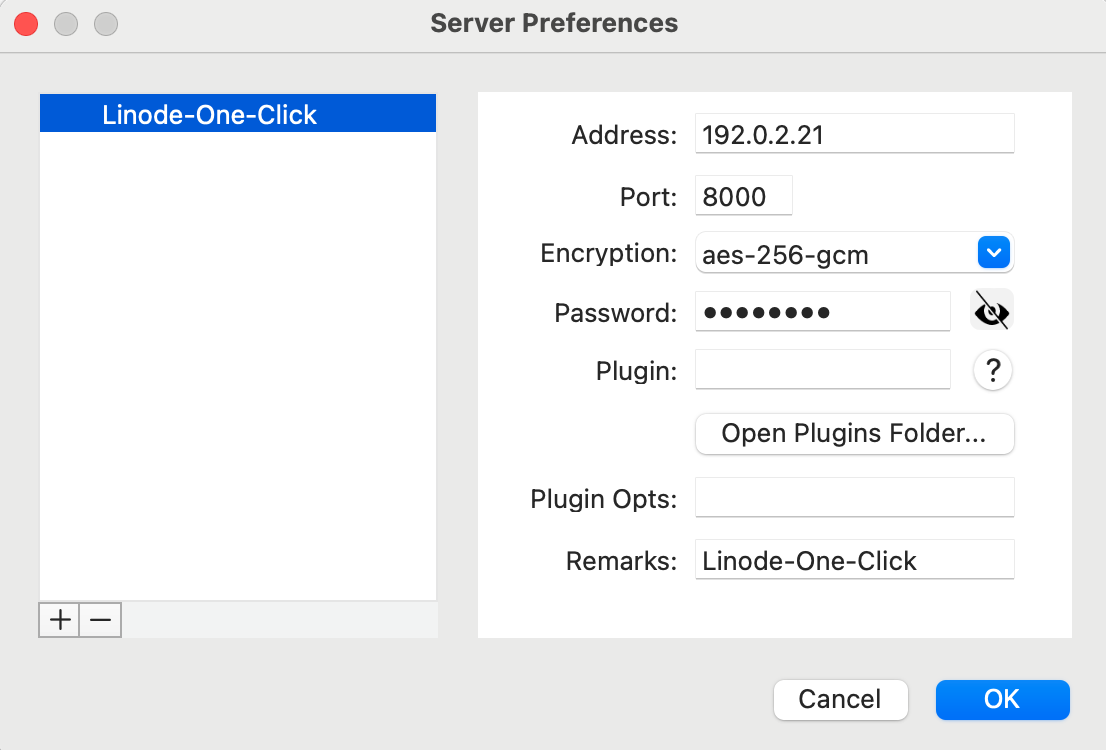 Server Preferences
Linode-One-Click
Address: 192.0.2.21
Port: 8000
Encryption: aes-256-gcm
Password: ••••••••
Plugin:
?
Open Plugins Folder...
Plugin Opts:
Remarks: Linode-One-Click
+ −
Cancel OK